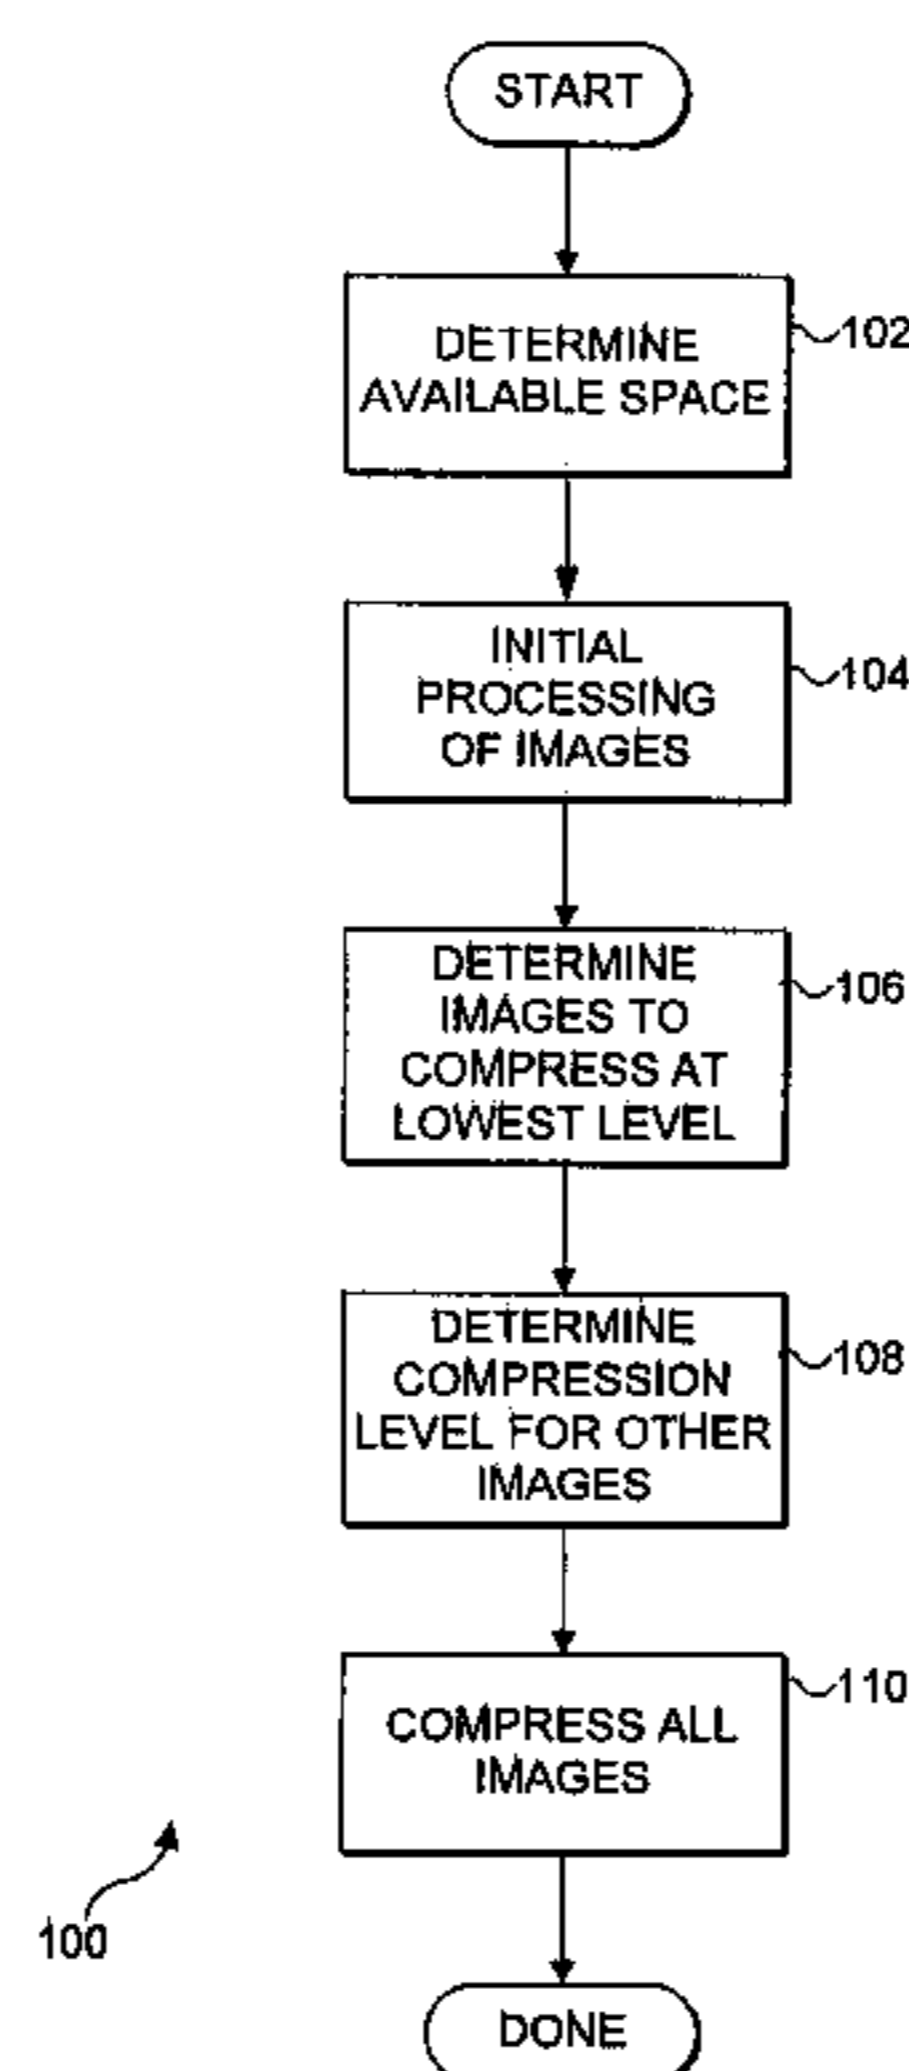 START
DETERMINE
AVAILABLE SPACE
102
INITIAL
PROCESSING
OF IMAGES
104
DETERMINE
IMAGES TO
COMPRESS AT
LOWEST LEVEL
106
DETERMINE
COMPRESSION
LEVEL FOR OTHER
IMAGES
108
COMPRESS ALL
IMAGES
110
100
DONE